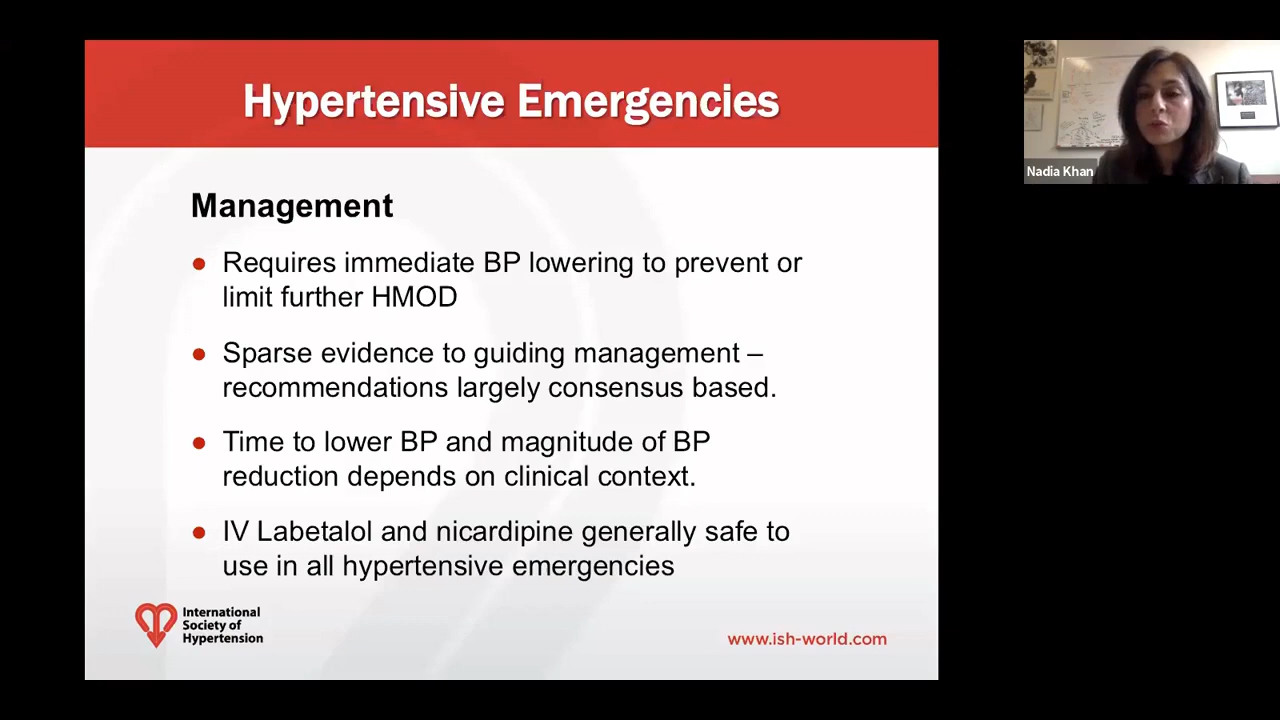 Hypertensive Emergencies
Management
● Requires immediate BP lowering to prevent or
limit further HMOD
● Sparse evidence to guiding management –
recommendations largely consensus based.
● Time to lower BP and magnitude of BP
reduction depends on clinical context.
● IV Labetalol and nicardipine generally safe to
use in all hypertensive emergencies
International
Society of
Hypertension
www.ish-world.com
Nadia Khan